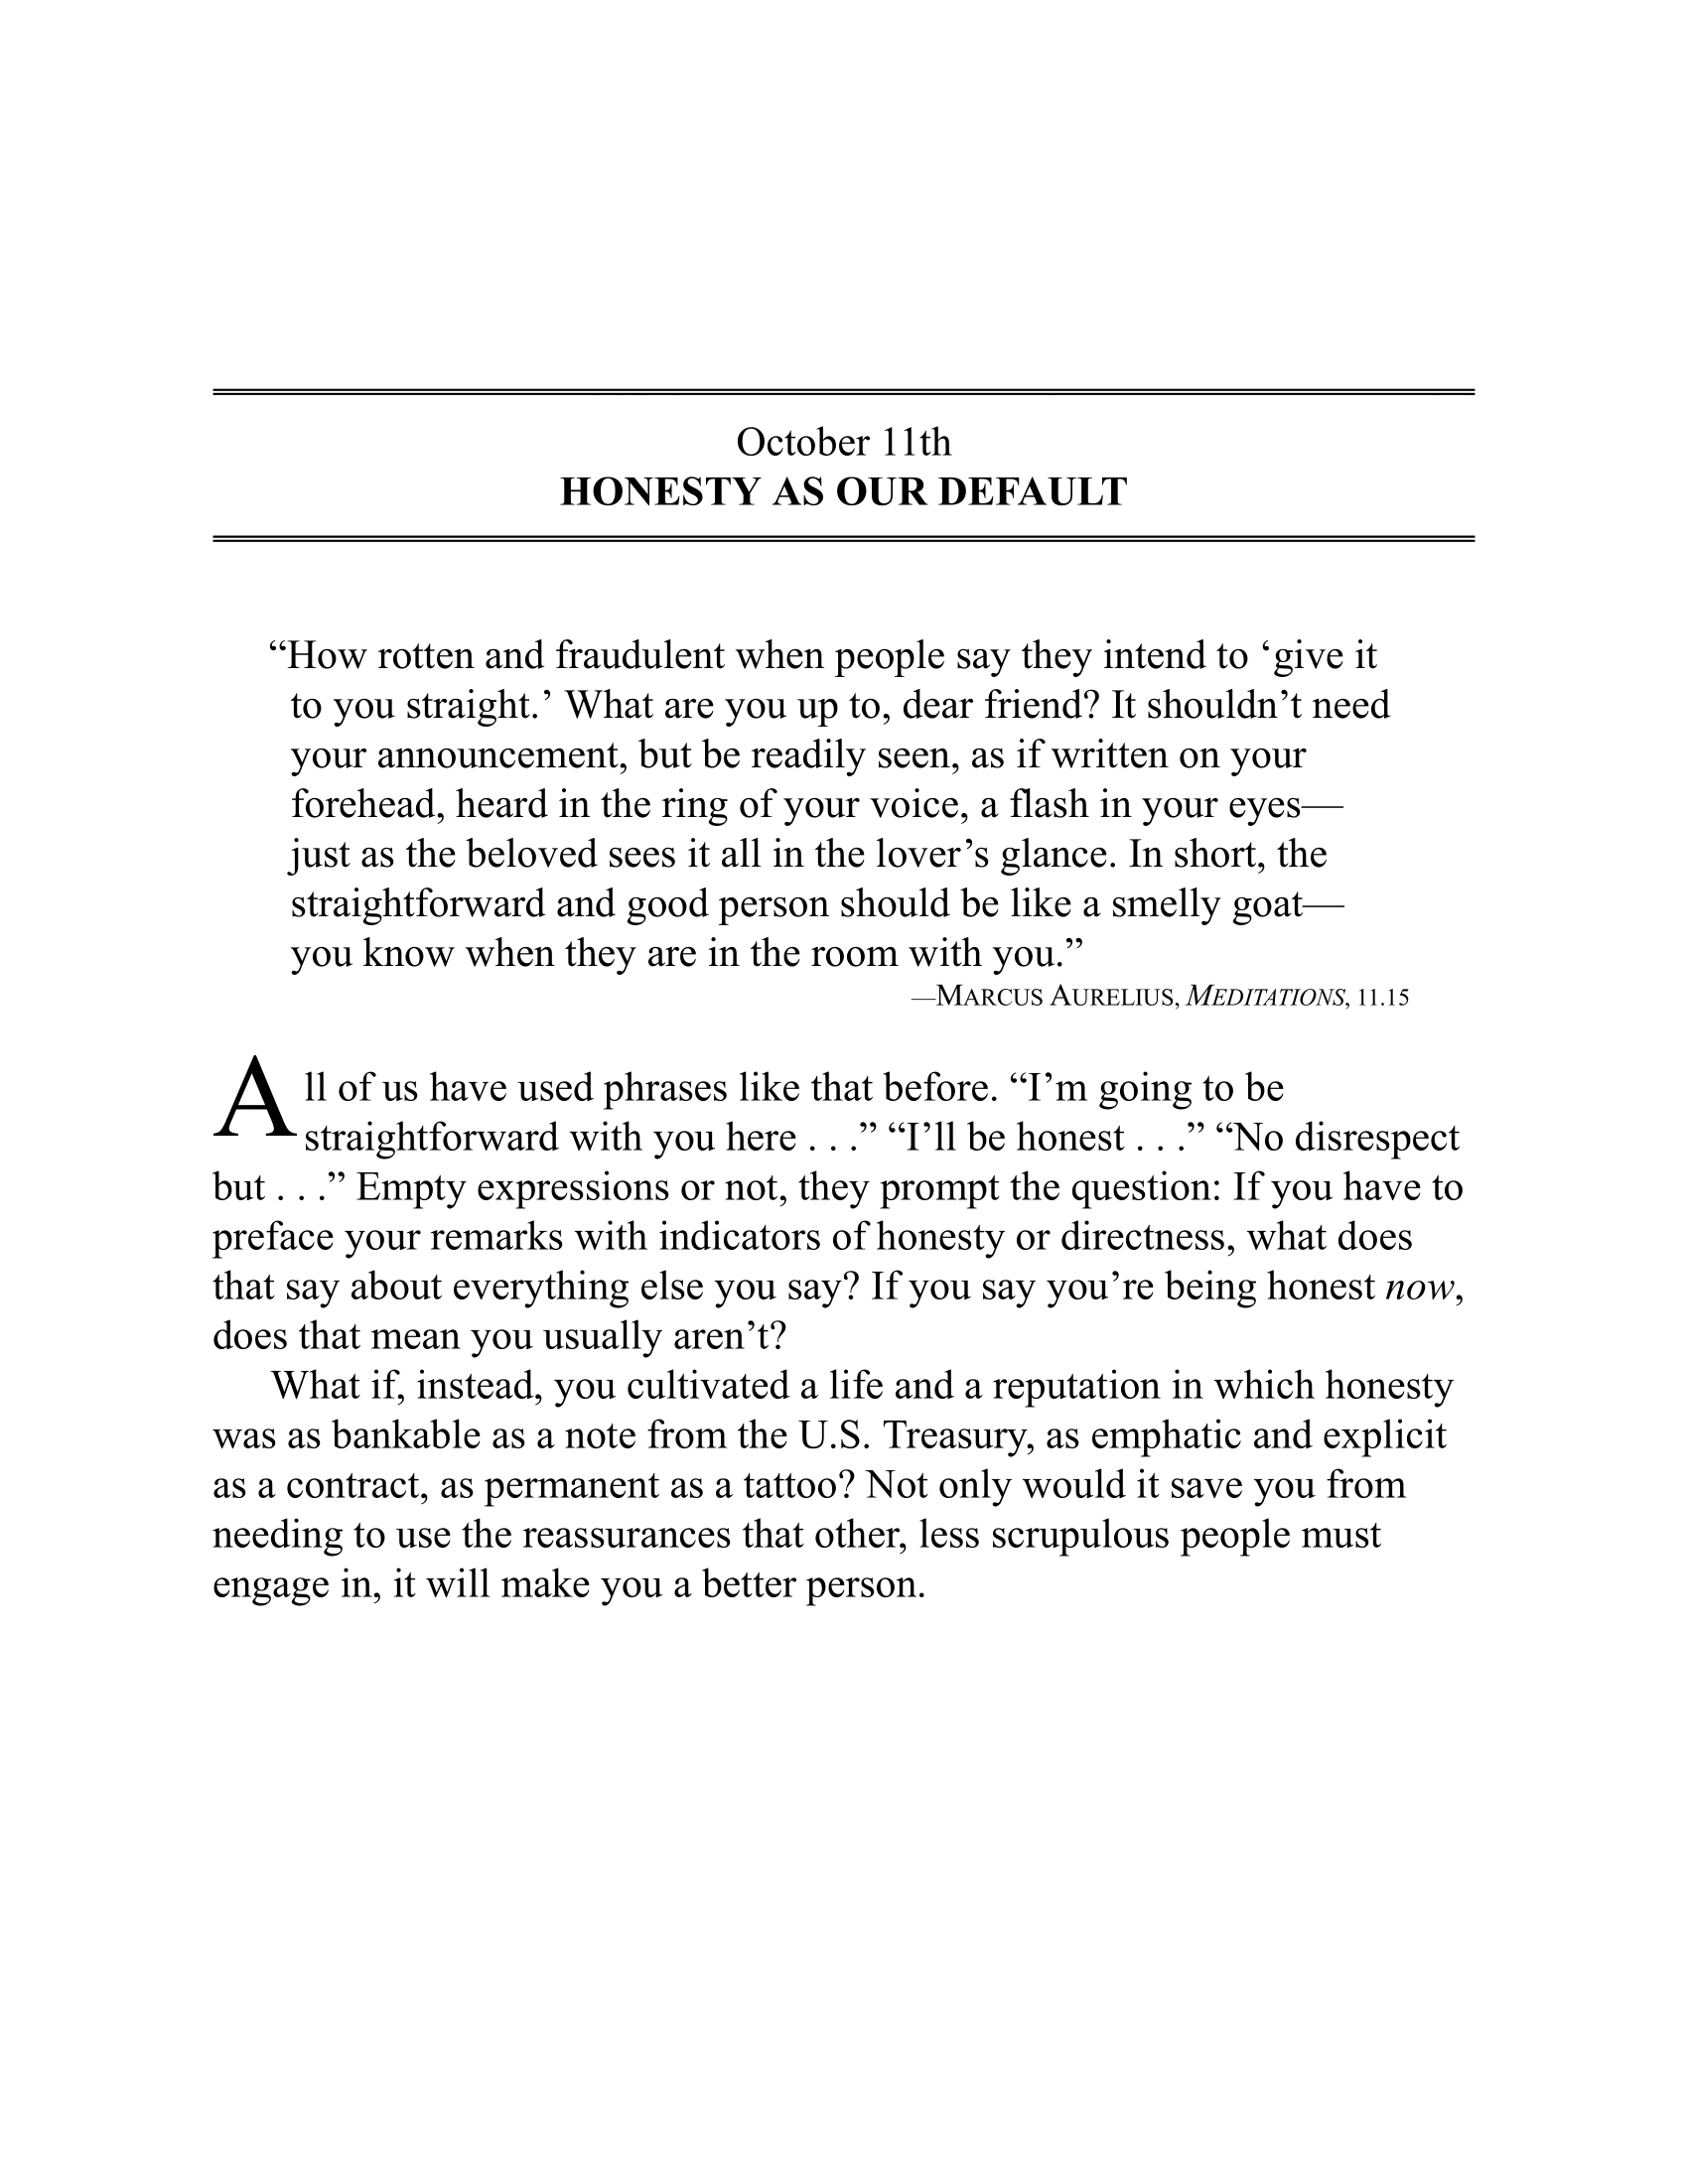 October 11th
HONESTY AS OUR DEFAULT
“How rotten and fraudulent when people say they intend to ‘give it
to you straight.’ What are you up to, dear friend? It shouldn’t need
your announcement, but be readily seen, as if written on your
forehead, heard in the ring of your voice, a flash in your eyes—
just as the beloved sees it all in the lover’s glance. In short, the
straightforward and good person should be like a smelly goat—
you know when they are in the room with you.”
—MARCUS AURELIUS, MEDITATIONS, 11.15
All of us have used phrases like that before. “I’m going to be
straightforward with you here . . .” “I’ll be honest . . .” “No disrespect
but . . .” Empty expressions or not, they prompt the question: If you have to
preface your remarks with indicators of honesty or directness, what does
that say about everything else you say? If you say you’re being honest now,
does that mean you usually aren’t?
What if, instead, you cultivated a life and a reputation in which honesty
was as bankable as a note from the U.S. Treasury, as emphatic and explicit
as a contract, as permanent as a tattoo? Not only would it save you from
needing to use the reassurances that other, less scrupulous people must
engage in, it will make you a better person.